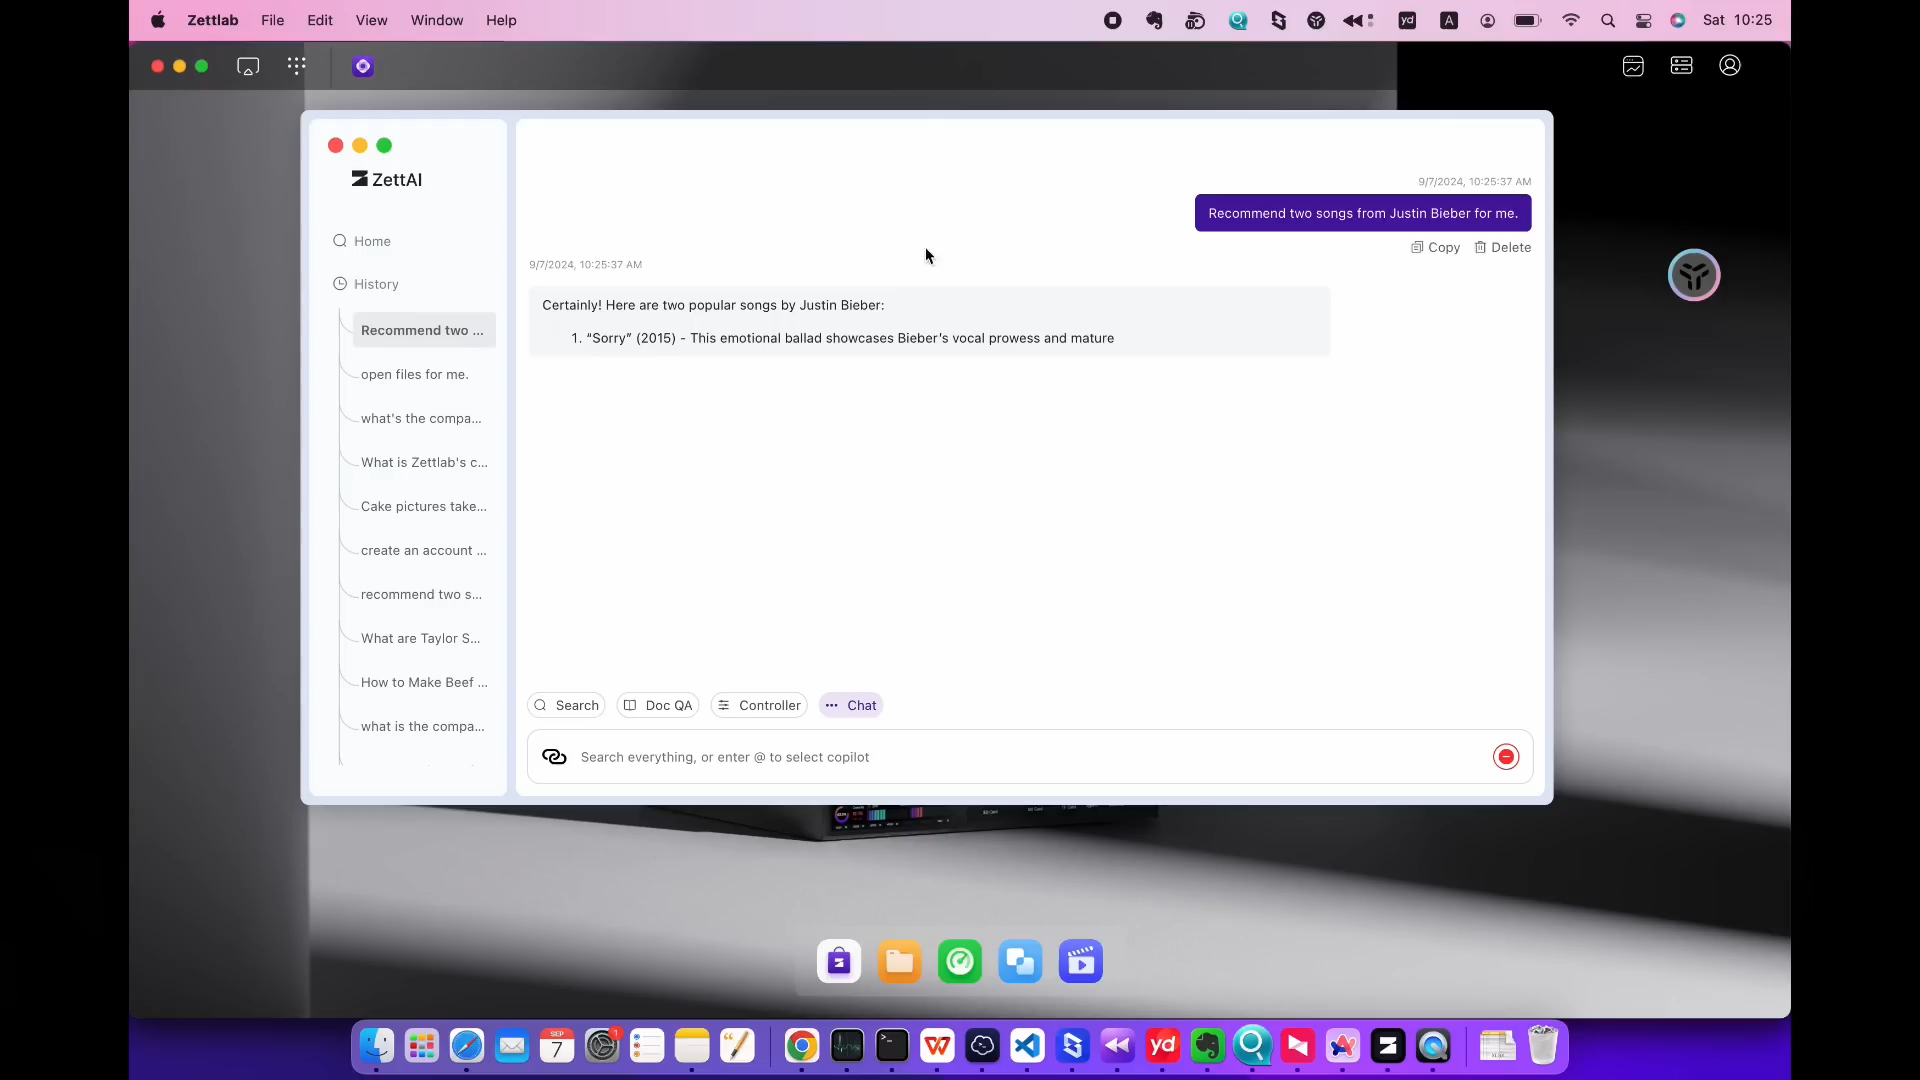 Zettlab File Edit View Window Help
yd A Sat 10:25
ZettAI
Home
History
Recommend two ...
open files for me.
what's the compa...
What is Zettlab's c...
Cake pictures take...
create an account ...
recommend two s...
What are Taylor S...
How to Make Beef ...
what is the compa...
9/7/2024, 10:25:37 AM
Recommend two songs from Justin Bieber for me.
Copy Delete
9/7/2024, 10:25:37 AM
Certainly! Here are two popular songs by Justin Bieber:
1. “Sorry” (2015) - This emotional ballad showcases Bieber's vocal prowess and mature
Search Doc QA Controller Chat
Search everything, or enter @ to select copilot
SEP
7
1
yd